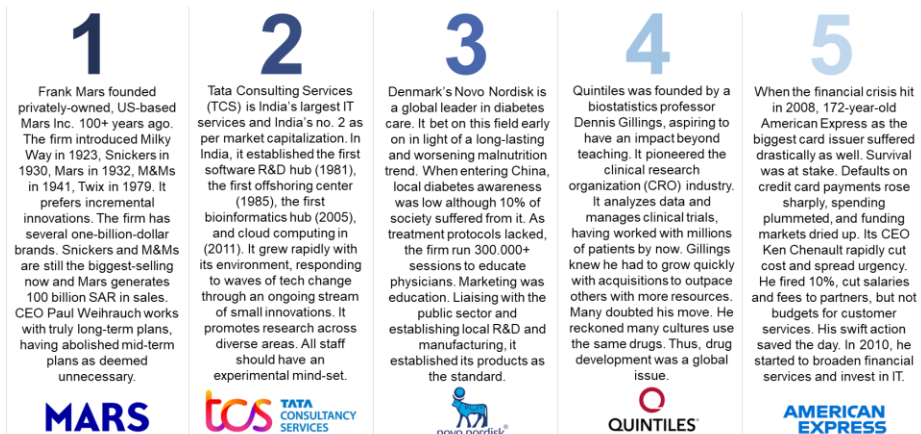 1
Frank Mars founded
privately-owned, US-based
Mars Inc. 100+ years ago.
The firm introduced Milky
Way in 1923, Snickers in
1930, Mars in 1932, M&Ms
in 1941, Twix in 1979. It
prefers incremental
innovations. The firm has
several one-billion-dollar
brands. Snickers and M&Ms
are still the biggest-selling
now and Mars generates
100 billion SAR in sales.
CEO Paul Weihrauch works
with truly long-term plans,
having abolished mid-term
plans as deemed
unnecessary.
MARS
2
Tata Consulting Services
(TCS) is India's largest IT
services and India's no. 2 as
per market capitalization. In
India, it established the first
software R&D hub (1981),
the first offshoring center
(1985), the first
bioinformatics hub (2005),
and cloud computing in
(2011). It grew rapidly with
its environment, responding
to waves of tech change
through an ongoing stream
of small innovations. It
promotes research across
diverse areas. All staff
should have an
experimental mind-set.
tcs TATA
CONSULTANCY
SERVICES
3
Denmark's Novo Nordisk is
a global leader in diabetes
care. It bet on this field early
on in light of a long-lasting
and worsening malnutrition
trend. When entering China,
local diabetes awareness
was low although 10% of
society suffered from it. As
treatment protocols lacked,
the firm run 300.000+
sessions to educate
physicians. Marketing was
education. Liaising with the
public sector and
establishing local R&D and
manufacturing, it
established its products as
the standard.
novo nordisk®
4
Quintiles was founded by a
biostatistics professor
Dennis Gillings, aspiring to
have an impact beyond
teaching. It pioneered the
clinical research
organization (CRO) industry.
It analyzes data and
manages clinical trials,
having worked with millions
of patients by now. Gillings
knew he had to grow quickly
with acquisitions to outpace
others with more resources.
Many doubted his move. He
reckoned many cultures use
the same drugs. Thus, drug
development was a global
issue.
QUINTILES
5
When the financial crisis hit
in 2008, 172-year-old
American Express as the
biggest card issuer suffered
drastically as well. Survival
was at stake. Defaults on
credit card payments rose
sharply, spending
plummeted, and funding
markets dried up. Its CEO
Ken Chenault rapidly cut
cost and spread urgency.
He fired 10%, cut salaries
and fees to partners, but not
budgets for customer
services. His swift action
saved the day. In 2010, he
started to broaden financial
services and invest in IT.
AMERICAN
EXPRESS